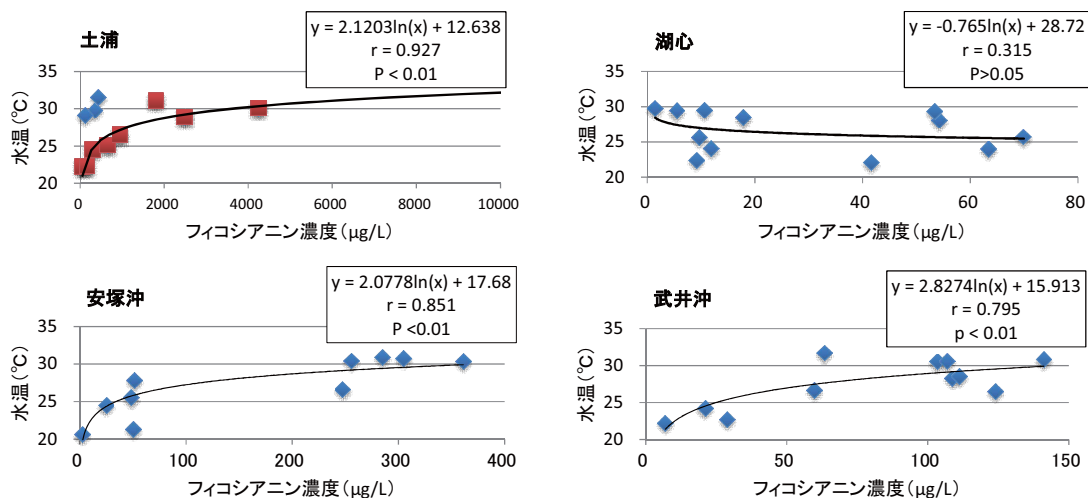 土浦
y = 2.1203ln(x) + 12.638
r = 0.927
P < 0.01
水温(℃)
35
30
25
20
0 2000 4000 6000 8000 10000
フィコシアニン濃度(μg/L)
湖心
y = -0.765ln(x) + 28.72
r = 0.315
P>0.05
水温(℃)
35
30
25
20
0 20 40 60 80
フィコシアニン濃度(μg/L)
安塚沖
y = 2.0778ln(x) + 17.68
r = 0.851
P <0.01
水温(℃)
35
30
25
20
0 100 200 300 400
フィコシアニン濃度(μg/L)
武井沖
y = 2.8274ln(x) + 15.913
r = 0.795
p < 0.01
水温(℃)
35
30
25
20
0 50 100 150
フィコシアニン濃度(μg/L)